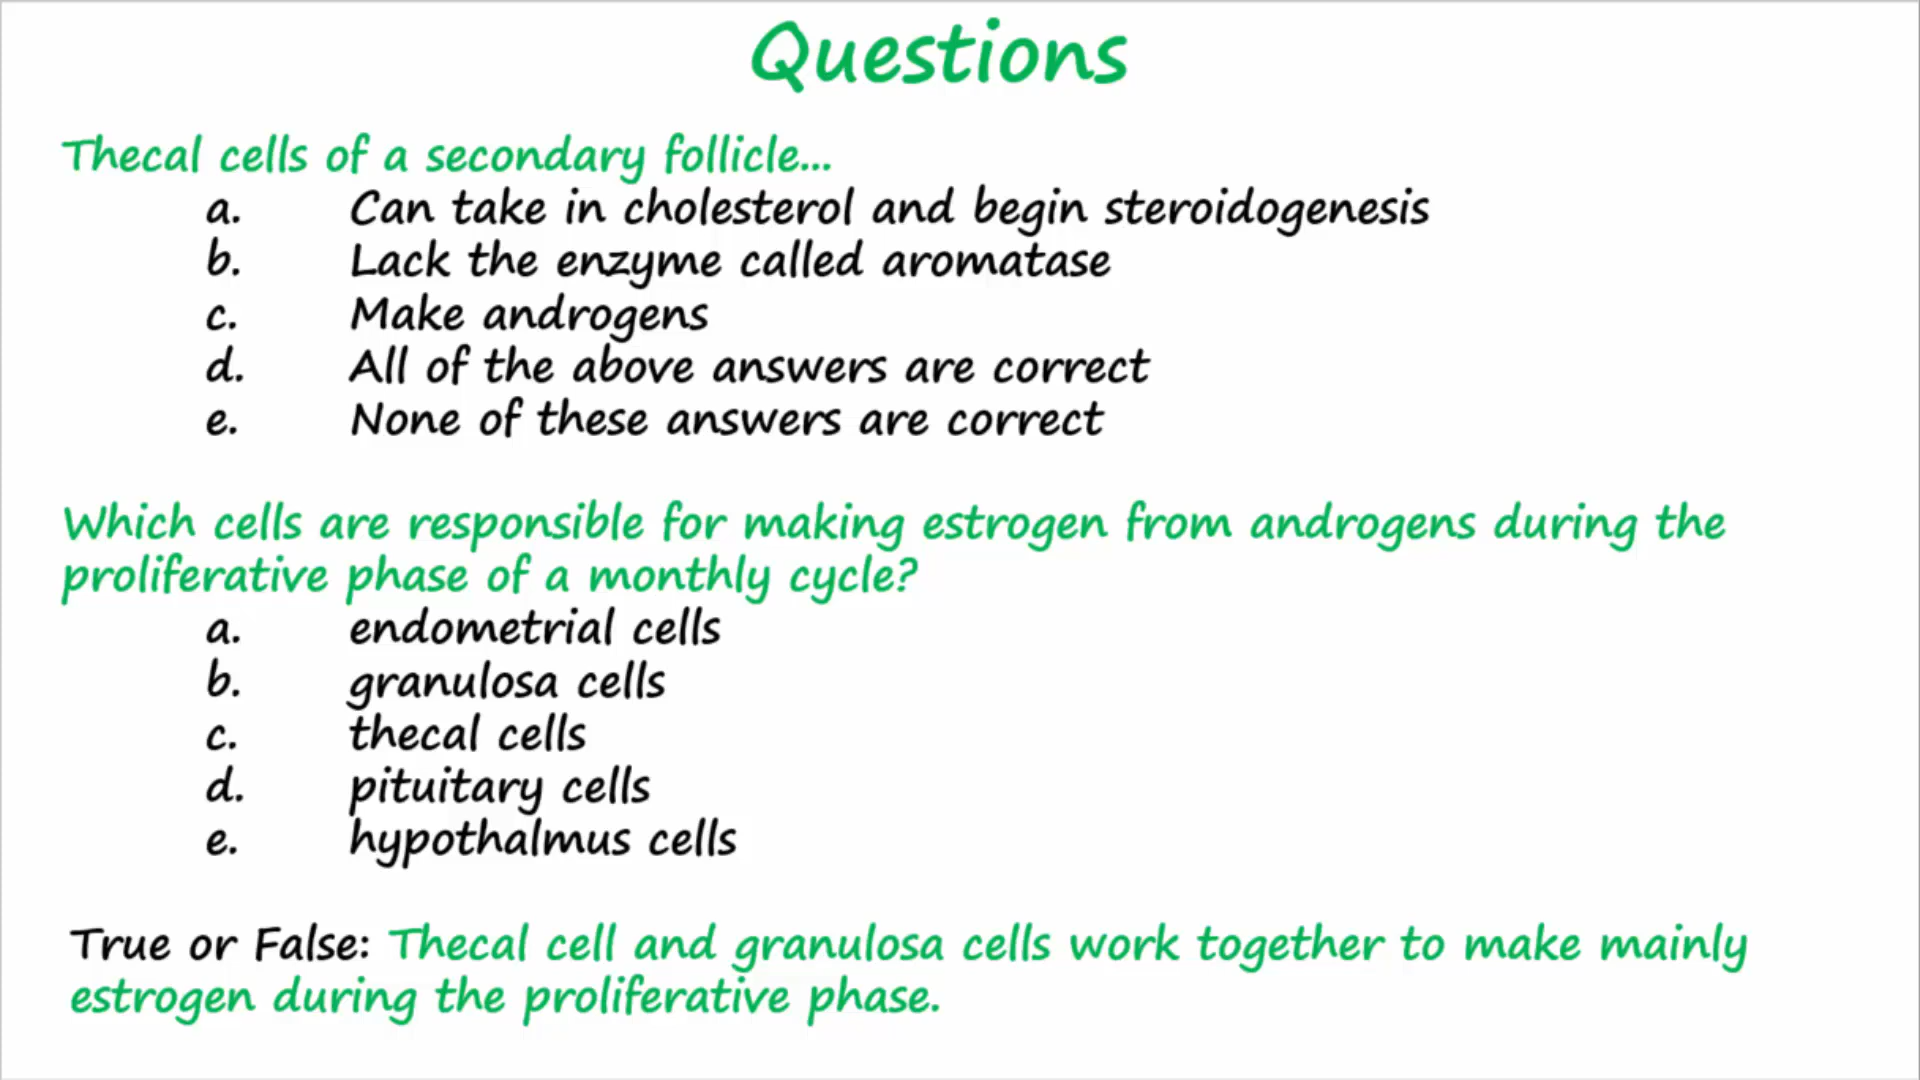 Questions
Thecal cells of a secondary follicle...
a. Can take in cholesterol and begin steroidogenesis
b. Lack the enzyme called aromatase
c. Make androgens
d. All of the above answers are correct
e. None of these answers are correct
Which cells are responsible for making estrogen from androgens during the
proliferative phase of a monthly cycle?
a. endometrial cells
b. granulosa cells
c. thecal cells
d. pituitary cells
e. hypothalmus cells
True or False: Thecal cell and granulosa cells work together to make mainly
estrogen during the proliferative phase.